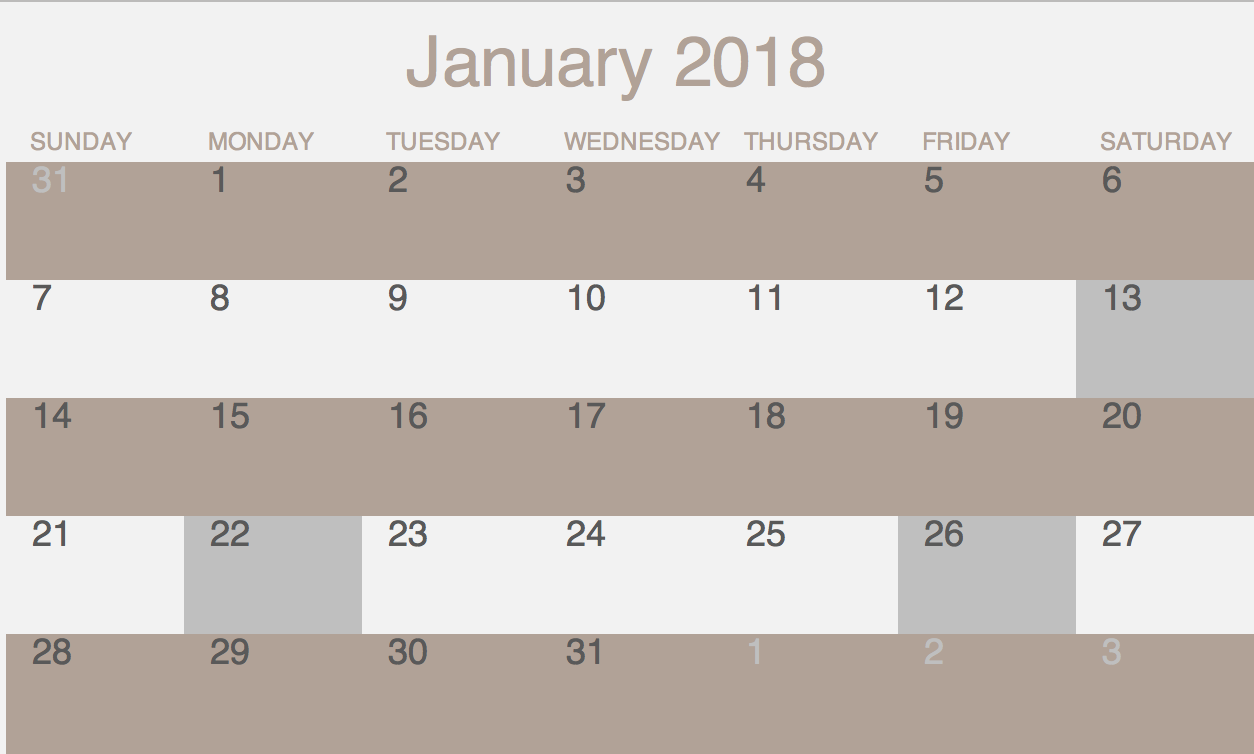 January 2018
SUNDAY MONDAY TUESDAY WEDNESDAY THURSDAY FRIDAY SATURDAY
31 1 2 3 4 5 6
7 8 9 10 11 12 13
14 15 16 17 18 19 20
21 22 23 24 25 26 27
28 29 30 31 1 2 3